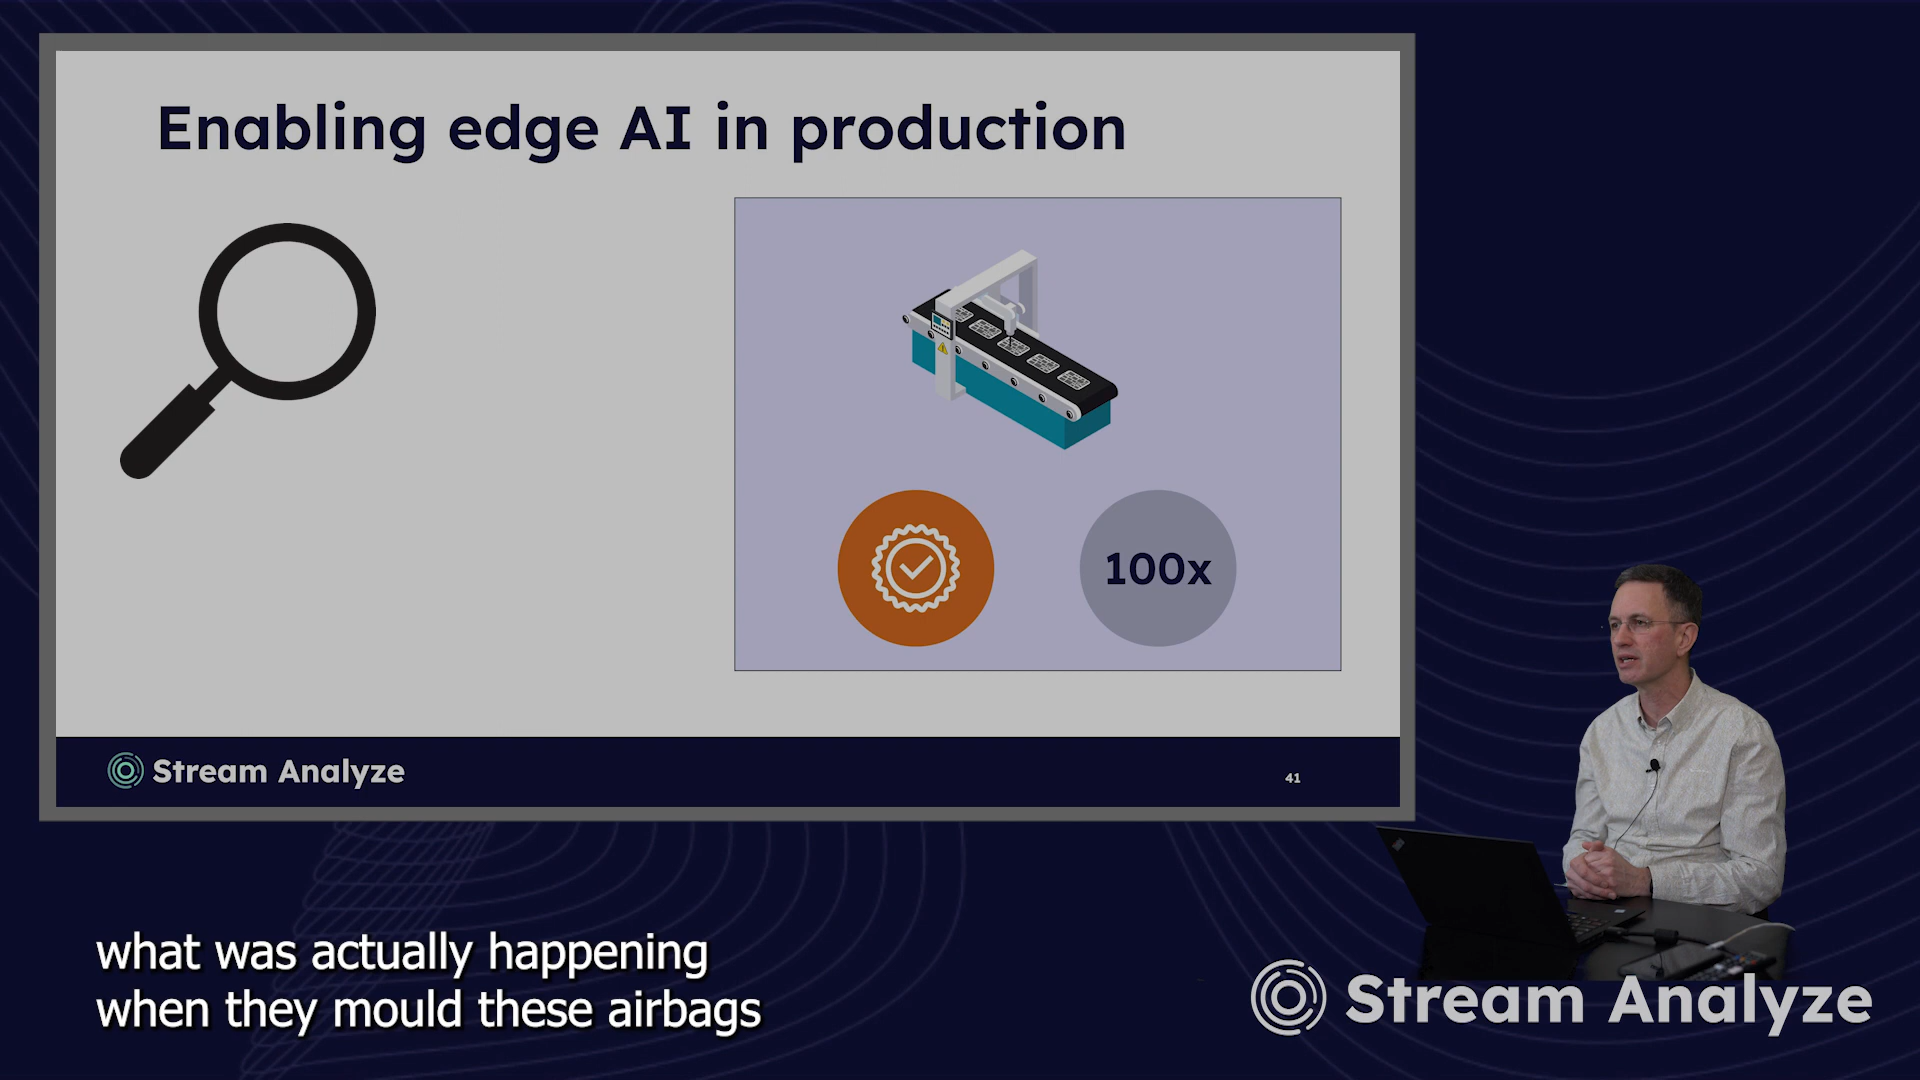 Enabling edge AI in production
100x
Stream Analyze
41
what was actually happening
when they mould these airbags
Stream Analyze